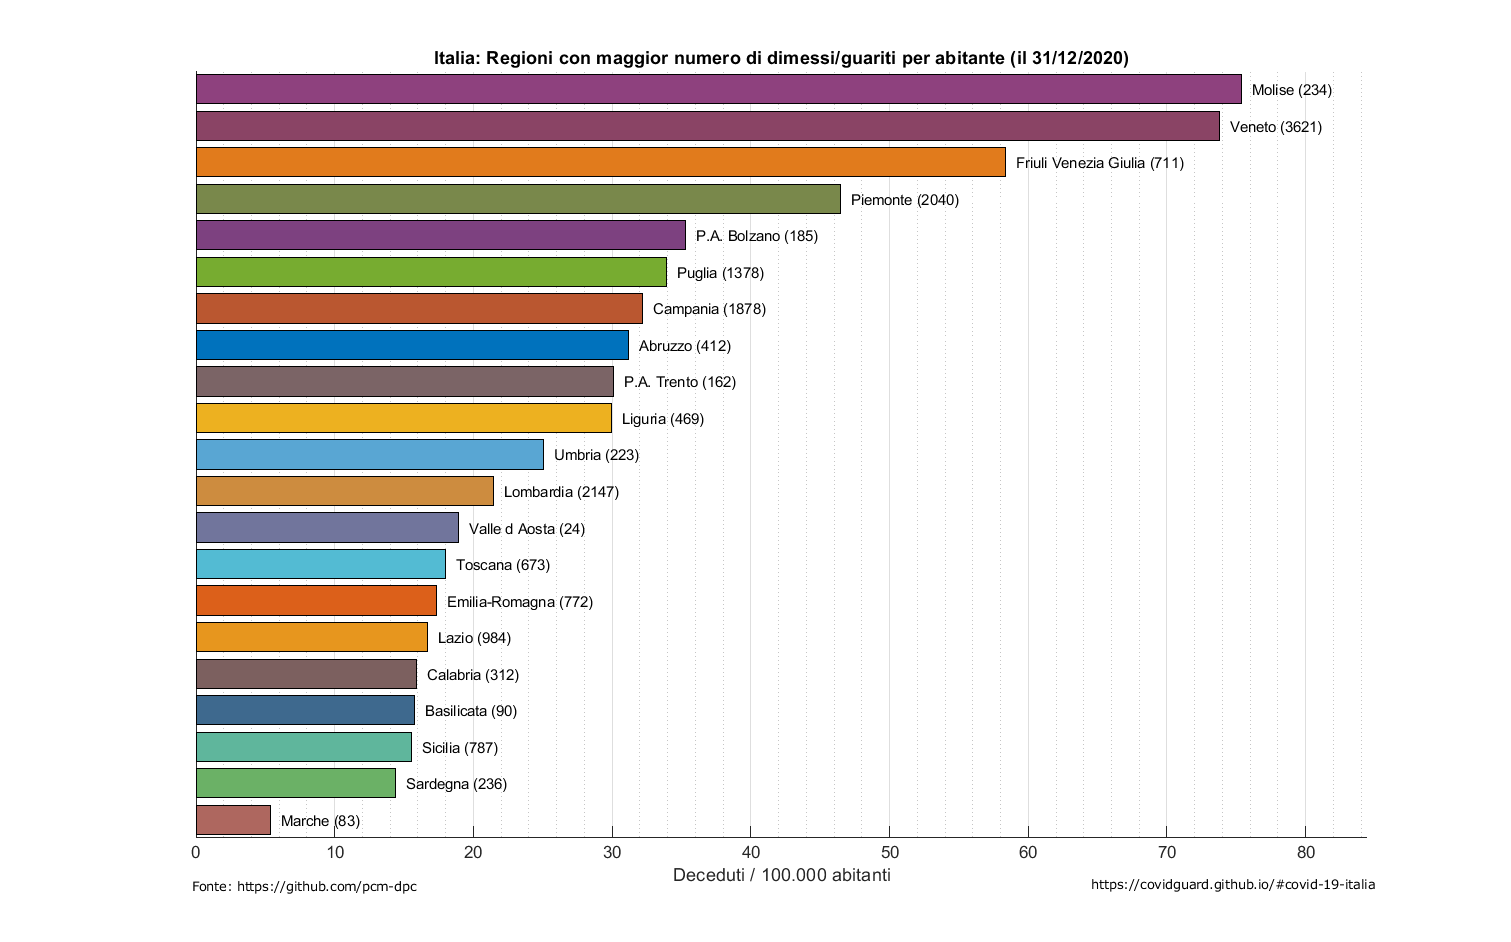 Italia: Regioni con maggior numero di dimessi/guariti per abitante (il 31/12/2020)
Molise (234)
Veneto (3621)
Friuli Venezia Giulia (711)
Piemonte (2040)
P.A. Bolzano (185)
Puglia (1378)
Campania (1878)
Abruzzo (412)
P.A. Trento (162)
Liguria (469)
Umbria (223)
Lombardia (2147)
Valle d Aosta (24)
Toscana (673)
Emilia-Romagna (772)
Lazio (984)
Calabria (312)
Basilicata (90)
Sicilia (787)
Sardegna (236)
Marche (83)
0 10 20 30 40 50 60 70 80
Deceduti / 100.000 abitanti
Fonte: https://github.com/pcm-dpc
https://covidguard.github.io/#covid-19-italia